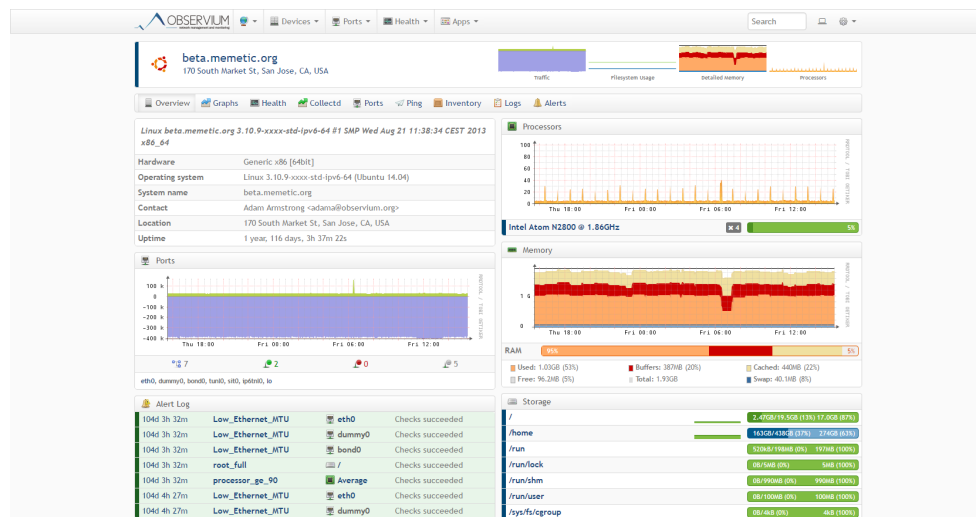 OBSERVIUM
Devices
Ports
Health
Apps
Search
beta.memetic.org
170 South Market St, San Jose, CA, USA
Traffic
Filesystem Usage
Detailed Memory
Processors
Overview
Graphs
Health
Collectd
Ports
Ping
Inventory
Logs
Alerts
Linux beta.memetic.org 3.10.9-xxxx-std-ipv6-64 #1 SMP Wed Aug 21 11:38:34 CEST 2013
x86_64
Hardware Generic x86 [64bit]
Operating system Linux 3.10.9-xxxx-std-ipv6-64 (Ubuntu 14.04)
System name beta.memetic.org
Contact Adam Armstrong <adama@observium.org>
Location 170 South Market St, San Jose, CA, USA
Uptime 1 year, 116 days, 3h 37m 22s
Ports
100 k
0
-100 k
-200 k
-300 k
-400 k
Thu 18:00 Fri 00:00 Fri 06:00 Fri 12:00
7 2 0 5
eth0, dummy0, bond0, tunl0, sit0, ip6tnl0, lo
Alert Log
104d 3h 32m Low_Ethernet_MTU eth0 Checks succeeded
104d 3h 32m Low_Ethernet_MTU dummy0 Checks succeeded
104d 3h 32m Low_Ethernet_MTU bond0 Checks succeeded
104d 3h 32m root_full / Checks succeeded
104d 3h 32m processor_ge_90 Average Checks succeeded
104d 4h 27m Low_Ethernet_MTU eth0 Checks succeeded
104d 4h 27m Low_Ethernet_MTU dummy0 Checks succeeded
Processors
100
80
60
40
20
0
Thu 18:00 Fri 00:00 Fri 06:00 Fri 12:00
Intel Atom N2800 @ 1.86GHz x 4 5%
Memory
1 G
0
Thu 18:00 Fri 00:00 Fri 06:00 Fri 12:00
RAM 95% 5%
Used: 1.03GB (53%) Buffers: 387MB (20%) Cached: 440MB (22%)
Free: 96.2MB (5%) Total: 1.93GB Swap: 40.1MB (8%)
Storage
/ 2.47GB/19.5GB (13%) 17.0GB (87%)
/home 163GB/438GB (37%) 274GB (63%)
/run 520kB/198MB (0%) 197MB (100%)
/run/lock 0B/5MB (0%) 5MB (100%)
/run/shm 0B/990MB (0%) 990MB (100%)
/run/user 0B/100MB (0%) 100MB (100%)
/sys/fs/cgroup 0B/4kB (0%) 4kB (100%)